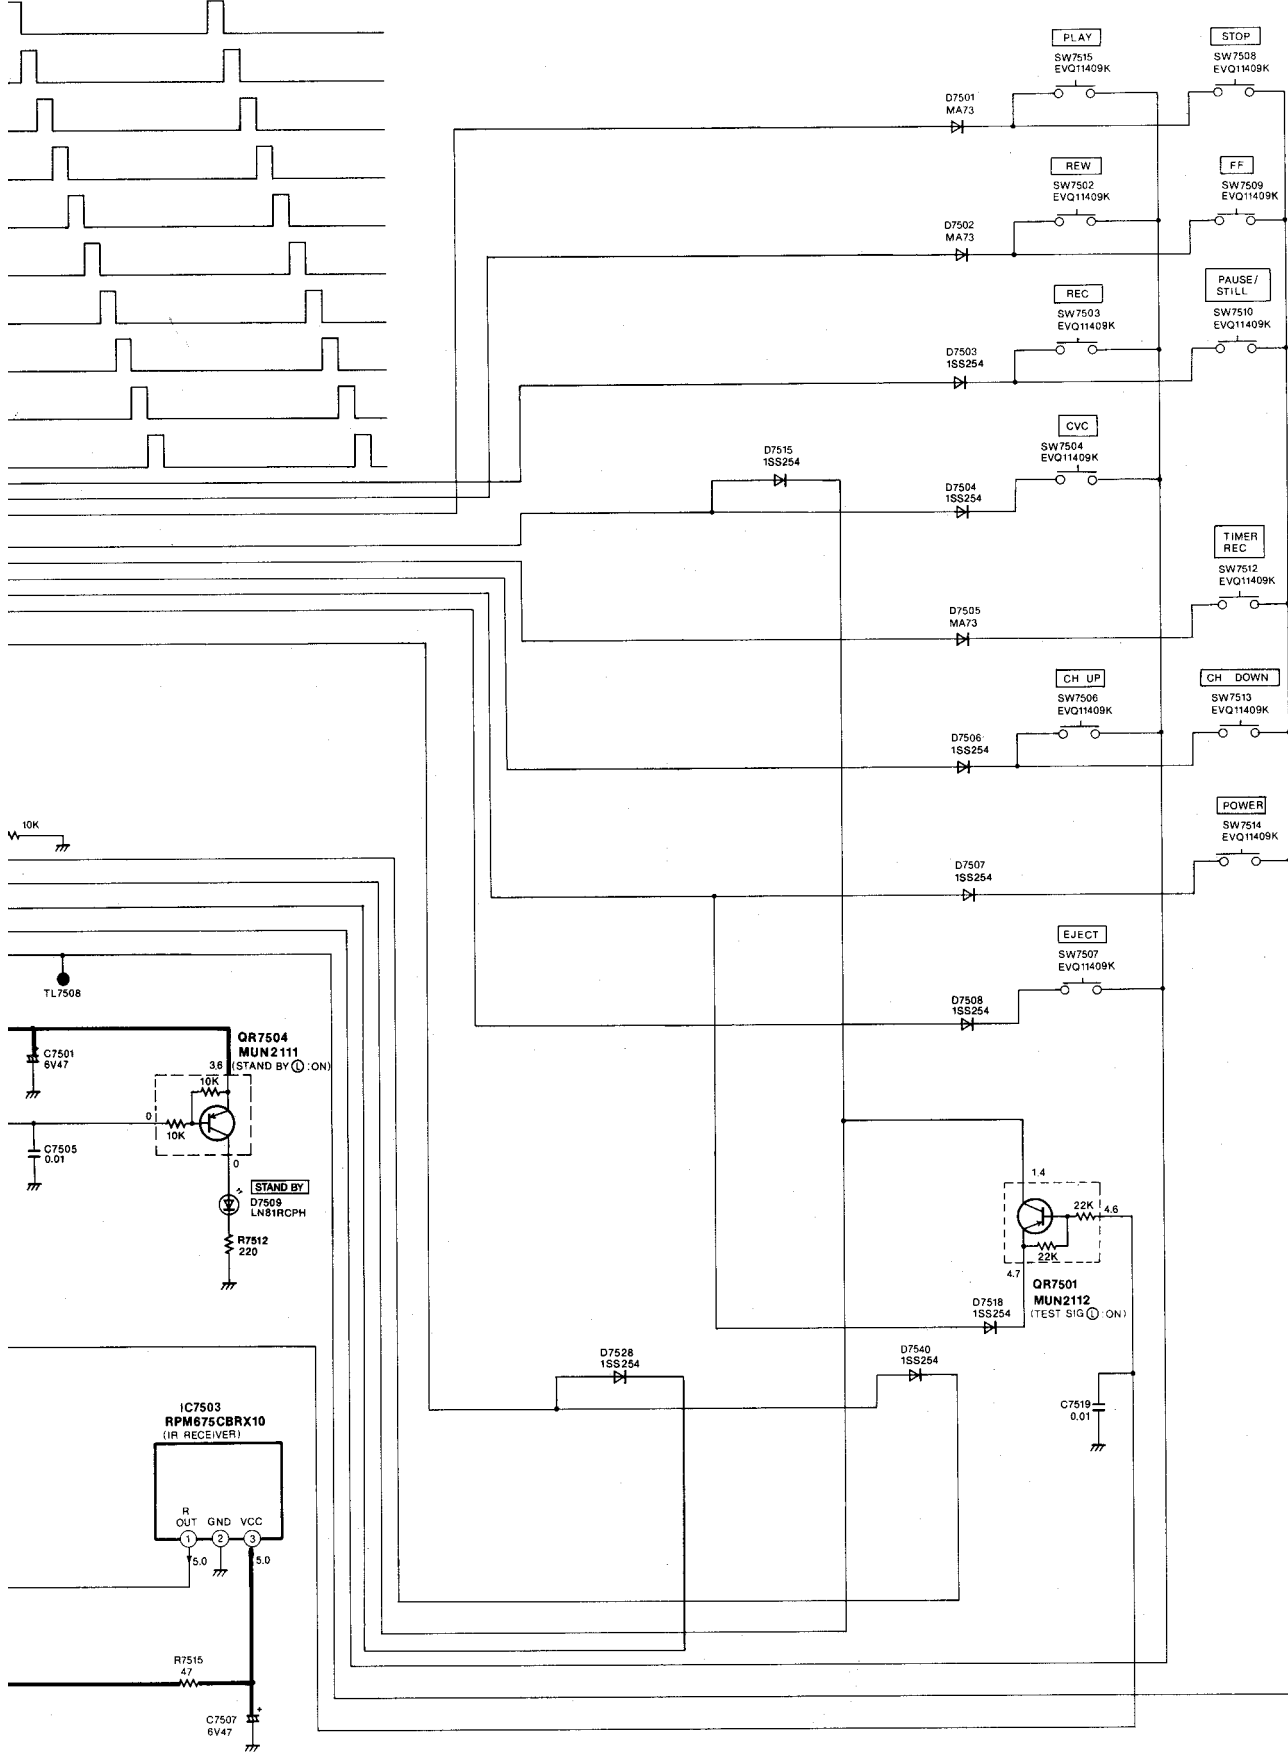 PLAY
SW7515
EVQ11409K
STOP
SW7508
EVQ11409K
D7501
MA73
REW
SW7502
EVQ11409K
FF
SW7509
EVQ11409K
D7502
MA73
REC
SW7503
EVQ11409K
PAUSE/
STILL
SW7510
EVQ11409K
D7503
1SS254
CVC
SW7504
EVQ11409K
D7515
1SS254
D7504
1SS254
TIMER
REC
SW7512
EVQ11409K
D7505
MA73
CH UP
SW7506
EVQ11409K
CH DOWN
SW7513
EVQ11409K
D7506
1SS254
10K
POWER
SW7514
EVQ11409K
D7507
1SS254
EJECT
SW7507
EVQ11409K
TL7508
D7508
1SS254
C7501
6V47
QR7504
MUN2111
(STAND BY Ⓛ:ON)
3.6
10K
0
10K
C7505
0.01
0
STAND BY
D7509
LN81RCPH
R7512
220
1.4
22K
4.6
22K
4.7
QR7501
MUN2112
(TEST SIG Ⓛ:ON)
D7518
1SS254
D7528
1SS254
D7540
1SS254
C7519
0.01
IC7503
RPM675CBRX10
(IR RECEIVER)
R
OUT GND VCC
1 2 3
5.0 5.0
R7515
47
C7507
6V47
+